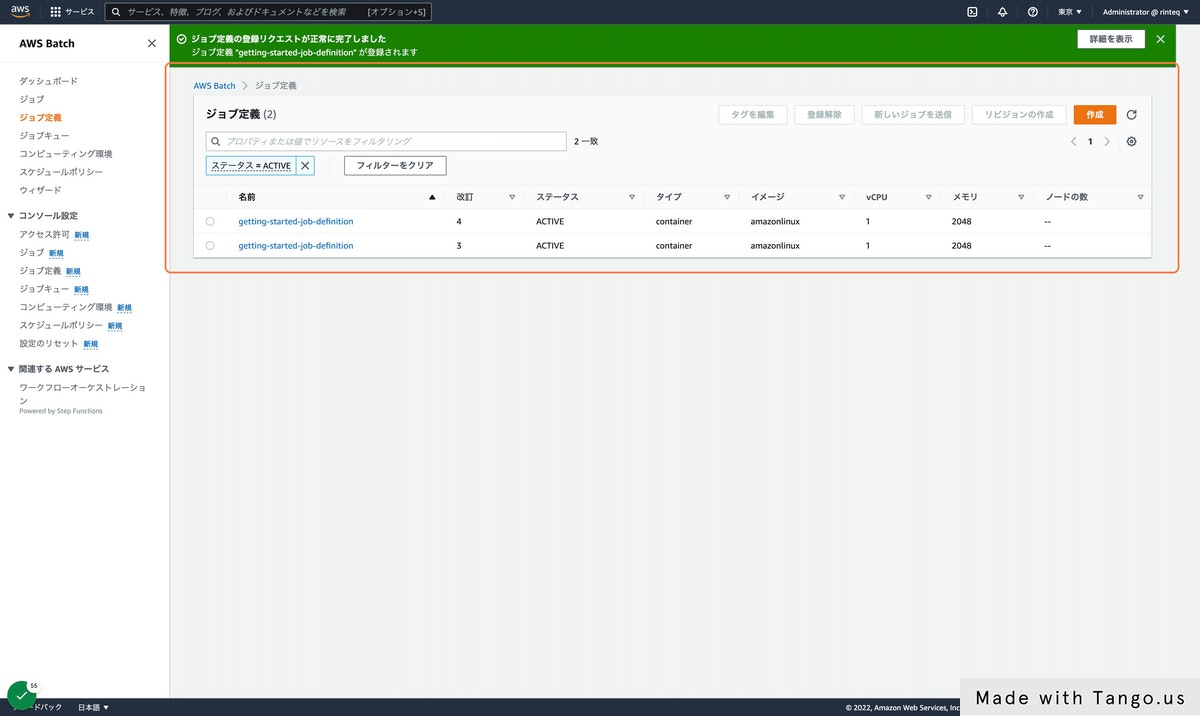 aws
サービス
サービス、特徴、ブログ、およびドキュメントなどを検索 [オプション+S]
東京 ▼
Administrator @ rinteq ▼
AWS Batch
ダッシュボード
ジョブ
ジョブ定義
ジョブキュー
コンピューティング環境
スケジュールポリシー
ウィザード
▼ コンソール設定
アクセス許可 新規
ジョブ 新規
ジョブ定義 新規
ジョブキュー 新規
コンピューティング環境 新規
スケジュールポリシー 新規
設定のリセット 新規
▼ 関連する AWS サービス
ワークフローオーケストレーショ
ン
Powered by Step Functions
ジョブ定義の登録リクエストが正常に完了しました
ジョブ定義 "getting-started-job-definition" が登録されます
詳細を表示
AWS Batch > ジョブ定義
ジョブ定義 (2)
タグを編集 登録解除 新しいジョブを送信 リビジョンの作成 作成
プロパティまたは値でリソースをフィルタリング
2 一致
1
ステータス = ACTIVE
フィルターをクリア
名前 改訂 ステータス タイプ イメージ vCPU メモリ ノードの数
getting-started-job-definition 4 ACTIVE container amazonlinux 1 2048 --
getting-started-job-definition 3 ACTIVE container amazonlinux 1 2048 --
55
ードバック
日本語 ▼
© 2022, Amazon Web Services, Inc
Made with Tango.us